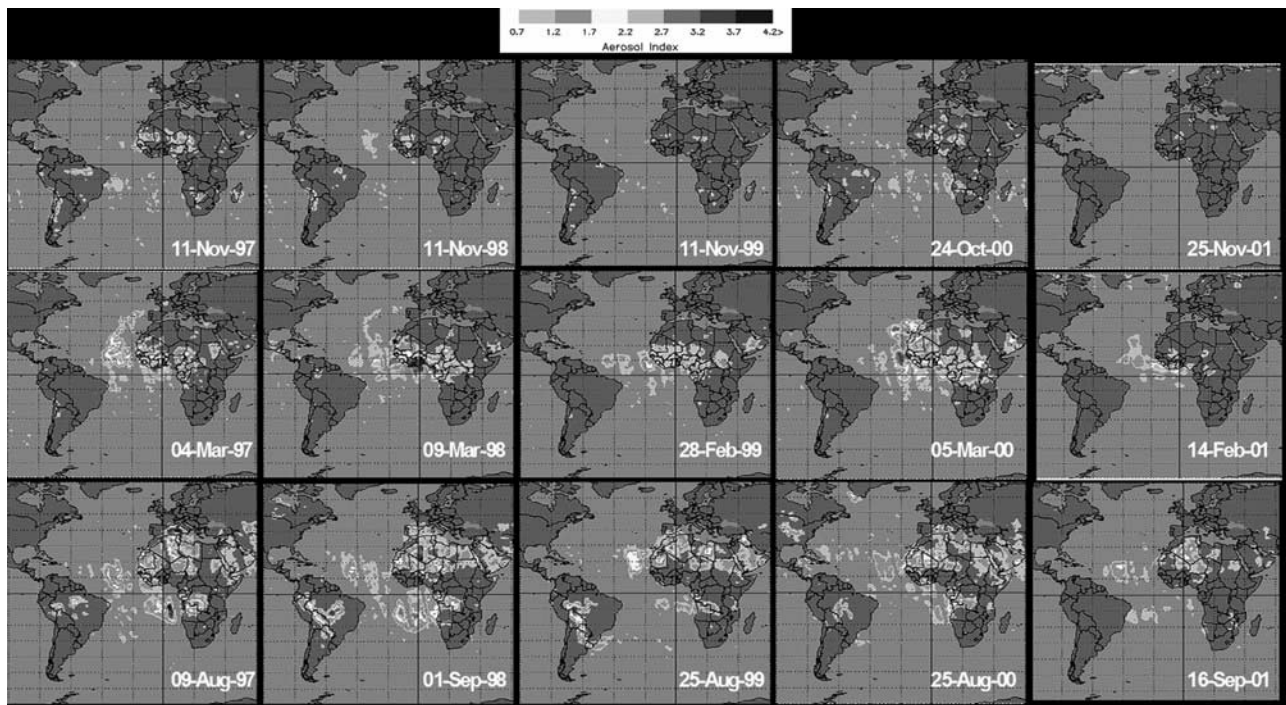 0.7 1.2 1.7 2.2 2.7 3.2 3.7 4.2>
Aerosol Index
11-Nov-97 11-Nov-98 11-Nov-99 24-Oct-00 25-Nov-01
04-Mar-97 09-Mar-98 28-Feb-99 05-Mar-00 14-Feb-01
09-Aug-97 01-Sep-98 25-Aug-99 25-Aug-00 16-Sep-01